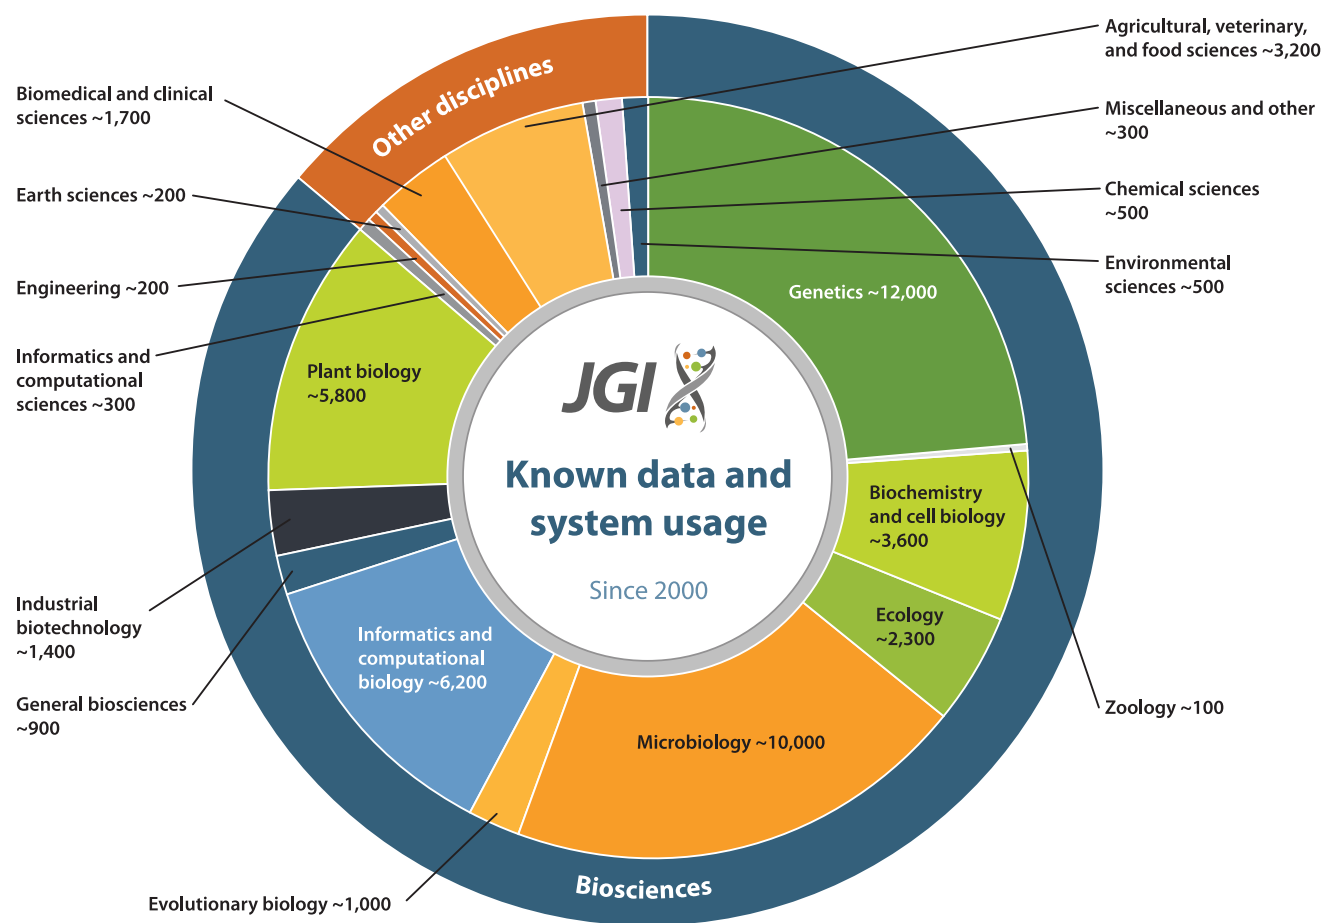 Other disciplines
Agricultural, veterinary,
and food sciences ~3,200
Miscellaneous and other
~300
Chemical sciences
~500
Environmental
sciences ~500
Genetics ~12,000
Biochemistry
and cell biology
~3,600
Ecology
~2,300
Zoology ~100
Microbiology ~10,000
Biosciences
Evolutionary biology ~1,000
Informatics and
computational
biology ~6,200
General biosciences
~900
Industrial
biotechnology
~1,400
Plant biology
~5,800
Informatics and
computational
sciences ~300
Engineering ~200
Earth sciences ~200
Biomedical and clinical
sciences ~1,700
JGI
Known data and
system usage
Since 2000